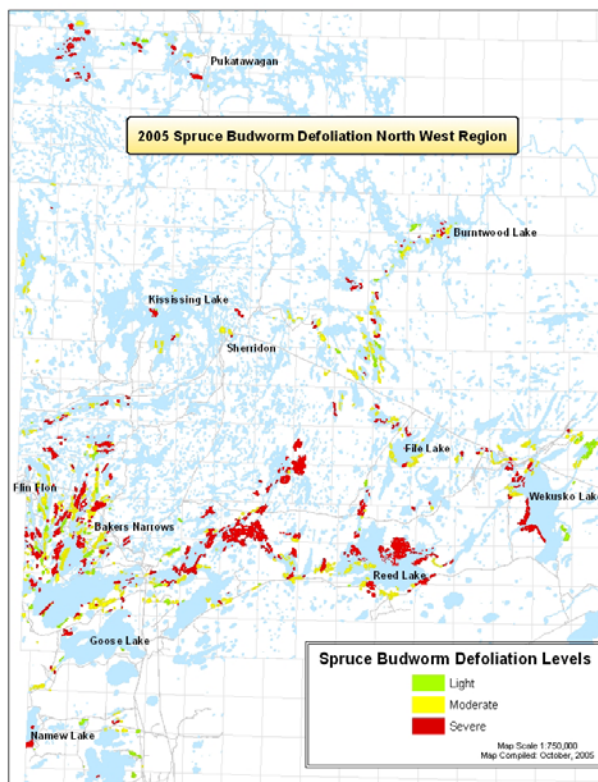 Pukatawagan
2005 Spruce Budworm Defoliation North West Region
Burntwood Lake
Kississing Lake
Sherridon
File Lake
Flin Flon
Wekusko Lake
Bakers Narrows
Reed Lake
Goose Lake
Spruce Budworm Defoliation Levels
Light
Moderate
Severe
Namew Lake
Map Scale 1:750,000
Map Compiled: October, 2005